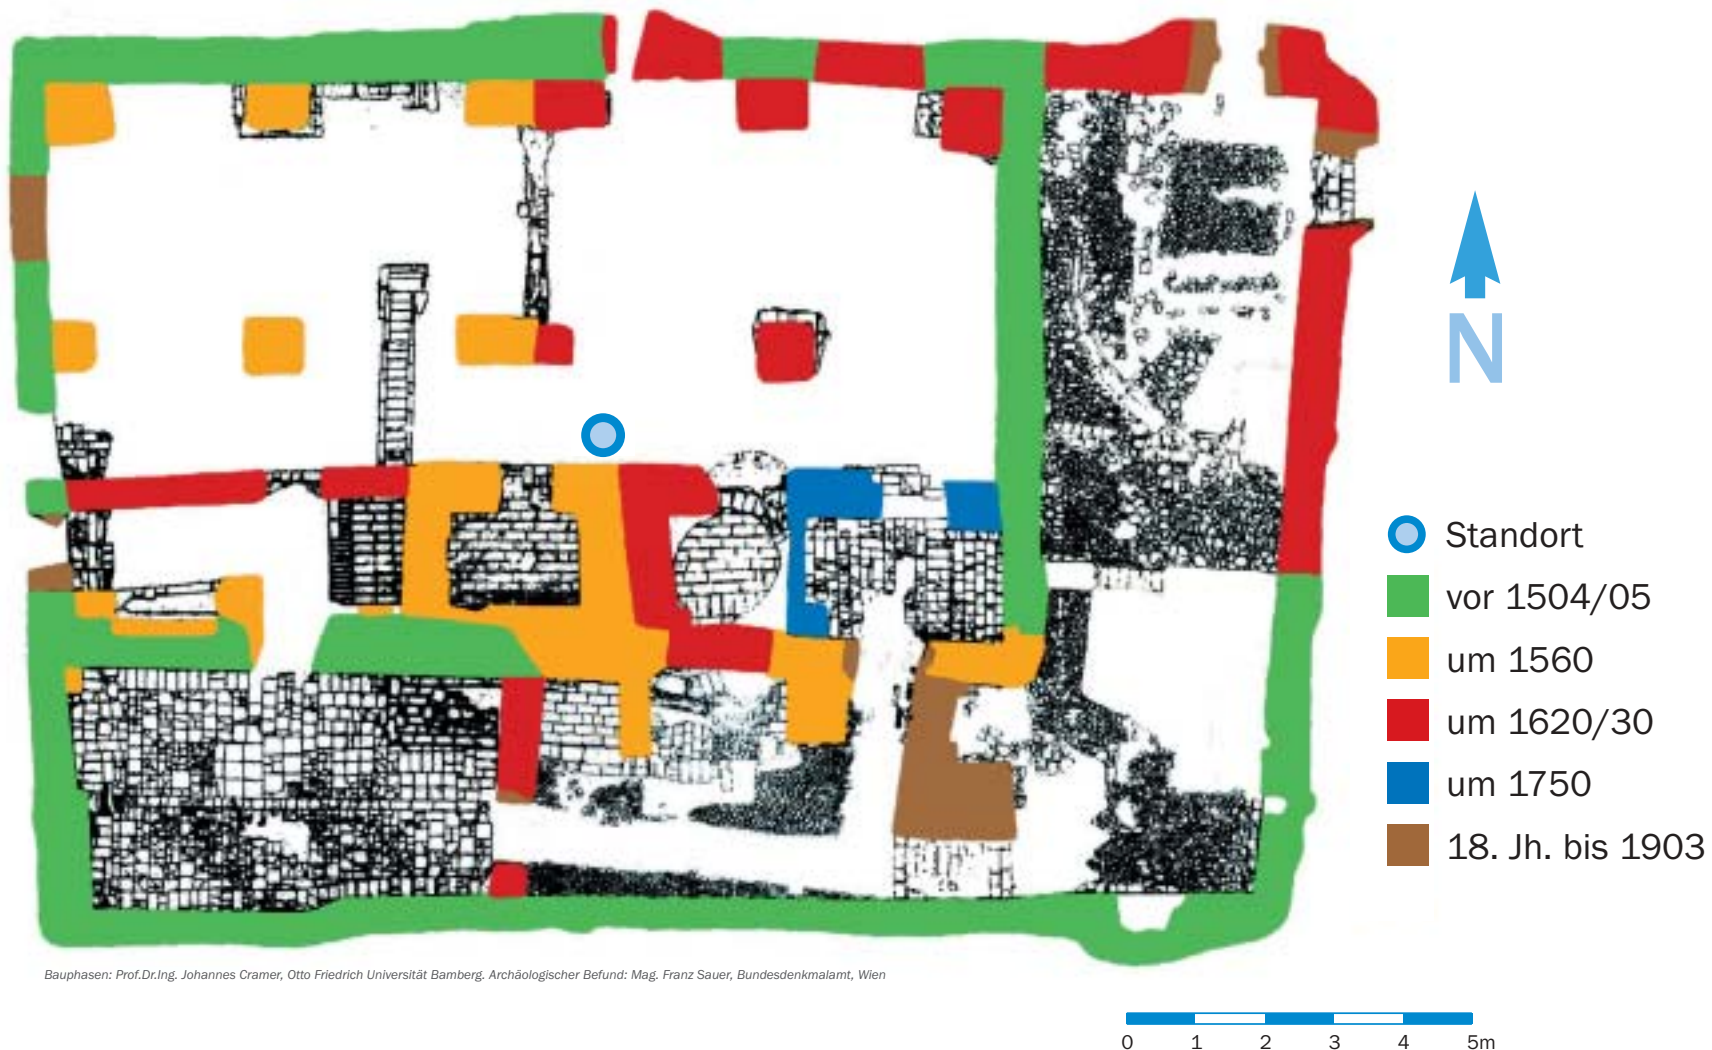 N
Standort
vor 1504/05
um 1560
um 1620/30
um 1750
18. Jh. bis 1903
Bauphasen: Prof.Dr.Ing. Johannes Cramer, Otto Friedrich Universität Bamberg. Archäologischer Befund: Mag. Franz Sauer, Bundesdenkmalamt, Wien
0 1 2 3 4 5m